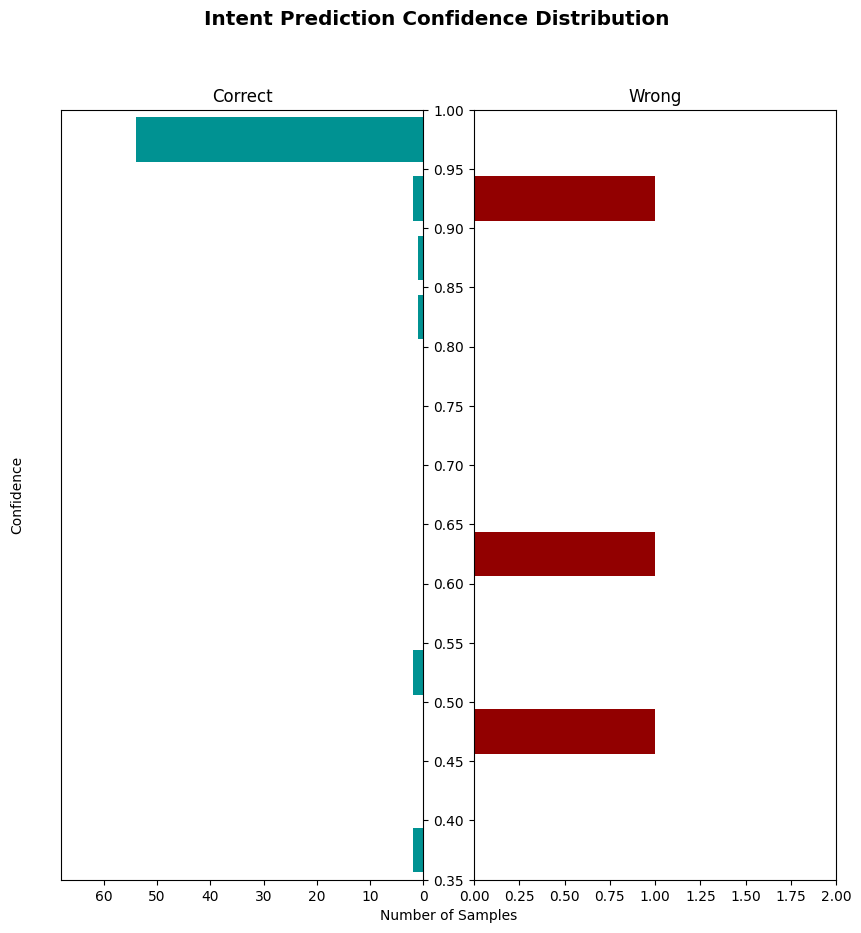 Intent Prediction Confidence Distribution
Correct
Wrong
1.00
0.95
0.90
0.85
0.80
0.75
0.70
0.65
0.60
0.55
0.50
0.45
0.40
0.35
Confidence
60 50 40 30 20 10 0
0.00 0.25 0.50 0.75 1.00 1.25 1.50 1.75 2.00
Number of Samples